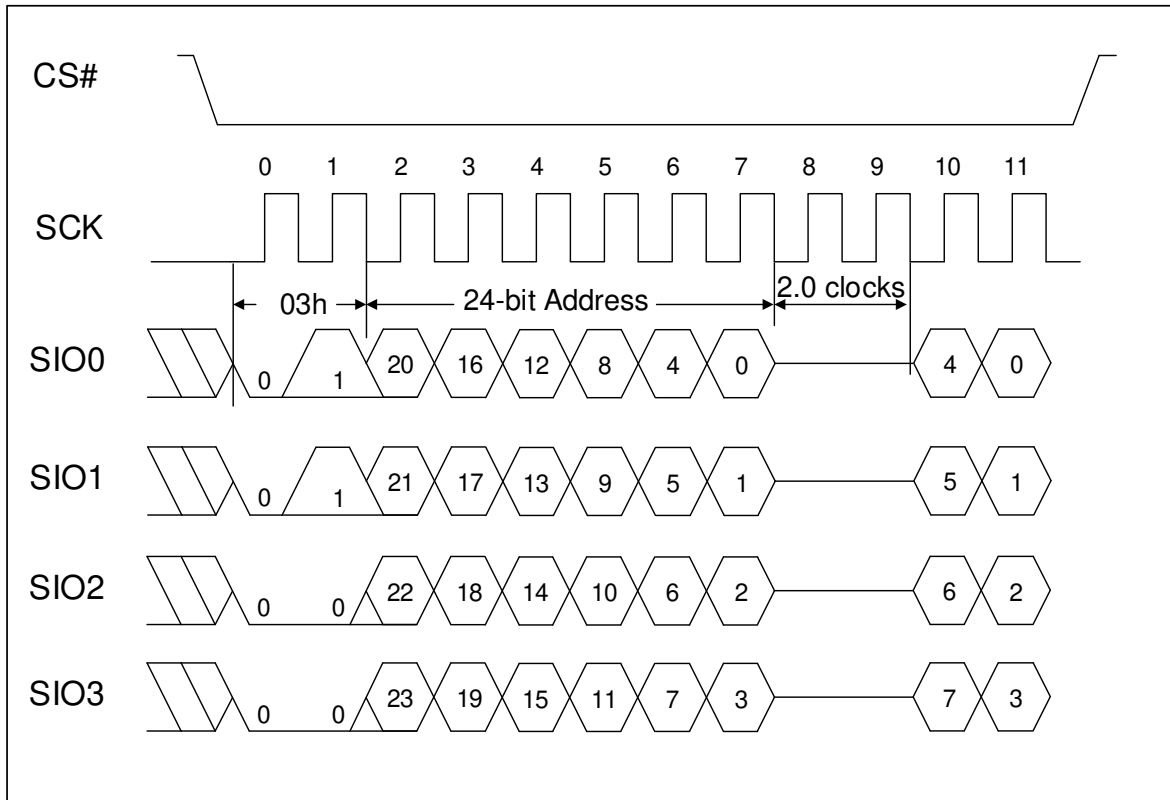 CS#
0 1 2 3 4 5 6 7 8 9 10 11
SCK
03h 24-bit Address 2.0 clocks
SIO0 0 1 20 16 12 8 4 0 4 0
SIO1 0 1 21 17 13 9 5 1 5 1
SIO2 0 0 22 18 14 10 6 2 6 2
SIO3 0 0 23 19 15 11 7 3 7 3